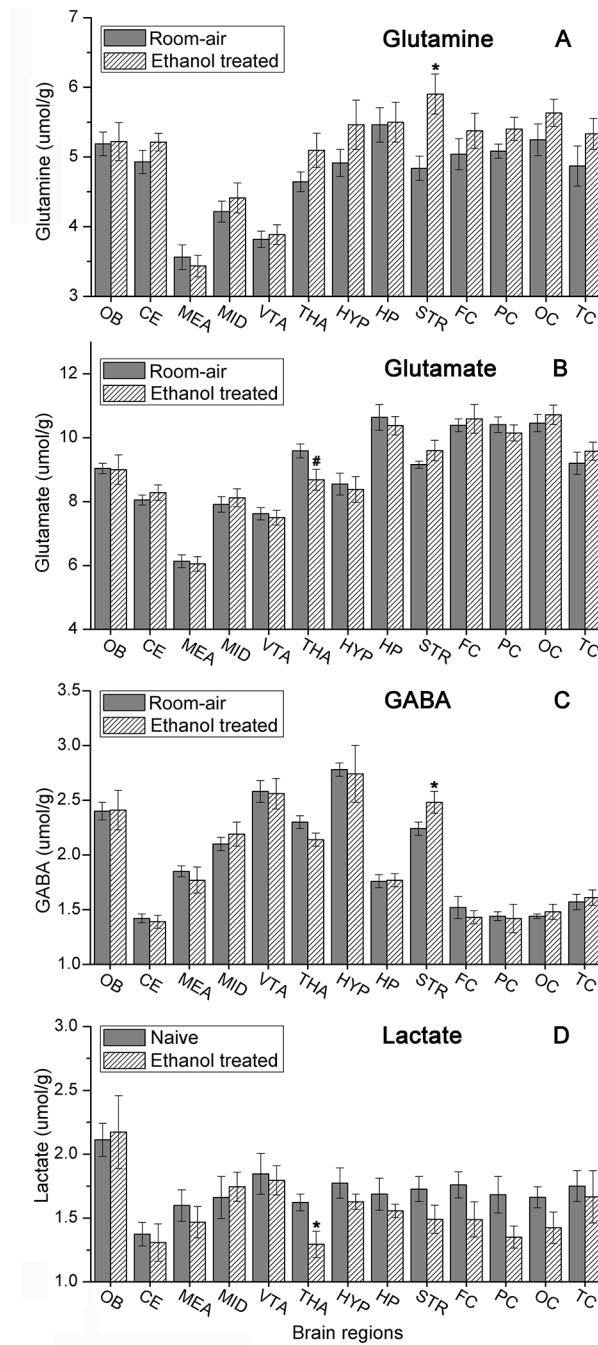 7
Room-air
Ethanol treated
Glutamine
A
*
6
5
4
3
Glutamine (umol/g)
OB CE MEA MID VTA THA HYP HP STR FC PC OC TC
Room-air
Ethanol treated
Glutamate
B
12
#
10
8
6
4
Glutamate (umol/g)
OB CE MEA MID VTA THA HYP HP STR FC PC OC TC
3.5
Room-air
Ethanol treated
GABA
C
3.0
*
2.5
2.0
1.5
1.0
GABA (umol/g)
OB CE MEA MID VTA THA HYP HP STR FC PC OC TC
3.0
Naive
Ethanol treated
Lactate
D
2.5
2.0
*
1.5
1.0
Lactate (umol/g)
OB CE MEA MID VTA THA HYP HP STR FC PC OC TC
Brain regions